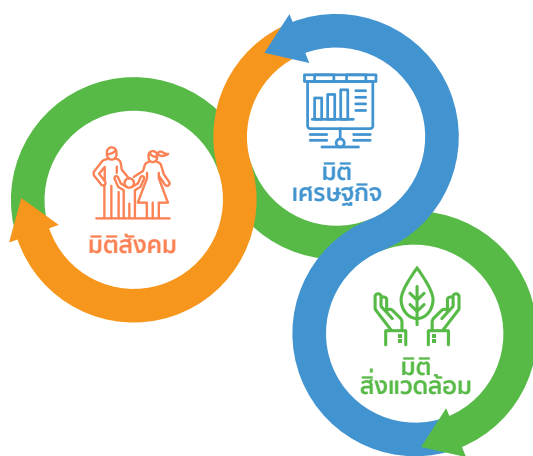 มิติ
เศรษฐกิจ
มิติสังคม
มิติ
สิ่งแวดล้อม